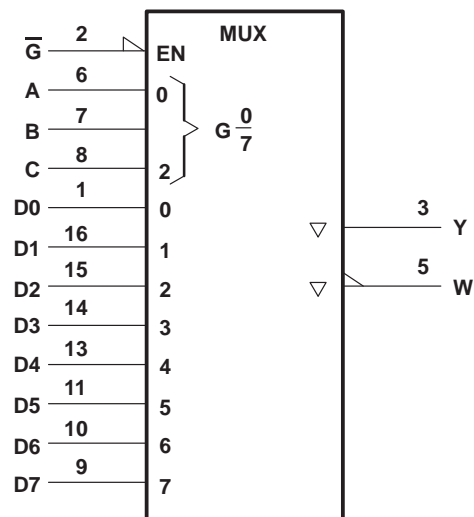 MUX
G̅ 2 EN
A 6 0
B 7 G 0/7
C 8 2
D0 1 0
D1 16 1
3 Y
D2 15 2
5 W
D3 14 3
D4 13 4
D5 11 5
D6 10 6
D7 9 7